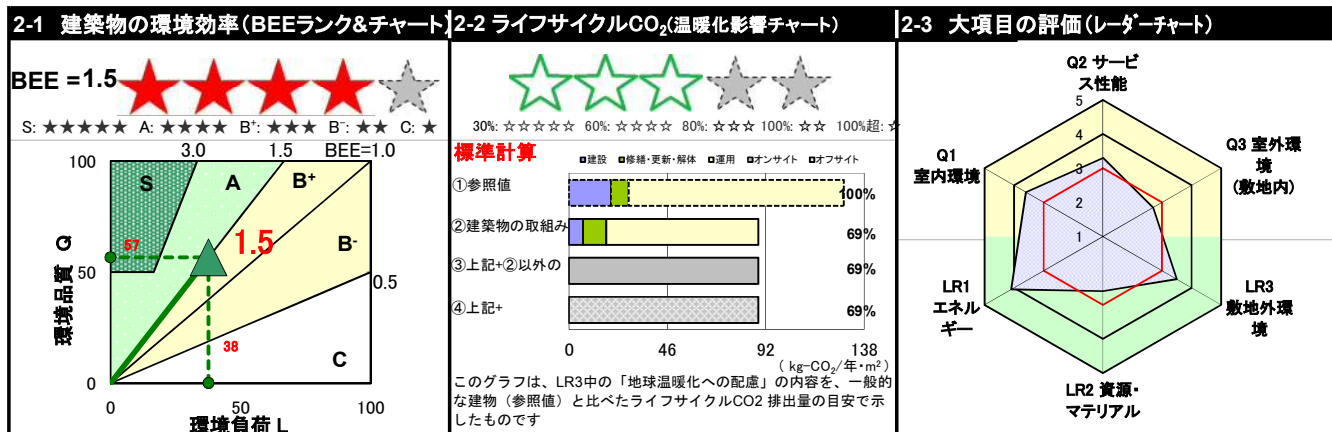 2-1 建築物の環境効率(BEEランク&チャート)
BEE = 1.5
S: ★★★★★ A: ★★★★ B+: ★★★ B-: ★★ C: ★
3.0 1.5 BEE=1.0
100
S A B+
57
1.5
B-
50
0.5
38
C
0
環境品質 Q
0 50 100
環境負荷 L
2-2 ライフサイクルCO2(温暖化影響チャート)
30%: ☆☆☆☆☆ 60%: ☆☆☆☆ 80%: ☆☆☆ 100%: ☆☆ 100%超: ☆
標準計算
■建設 ■修繕・更新・解体 □運用 ■オンサイト ■オフサイト
①参照値 100%
②建築物の取組み 69%
③上記+②以外の 69%
④上記+ 69%
0 46 92 138
( kg-CO2/年・m2 )
このグラフは、LR3中の「地球温暖化への配慮」の内容を、一般的
な建物(参照値)と比べたライフサイクルCO2 排出量の目安で示
したものです
2-3 大項目の評価(レーダーチャート)
Q2 サービ
ス性能
5
4
3
2
1
Q1
室内環境
Q3 室外環
境
(敷地内)
LR1
エネル
ギー
LR3
敷地外環
境
LR2 資源・
マテリアル